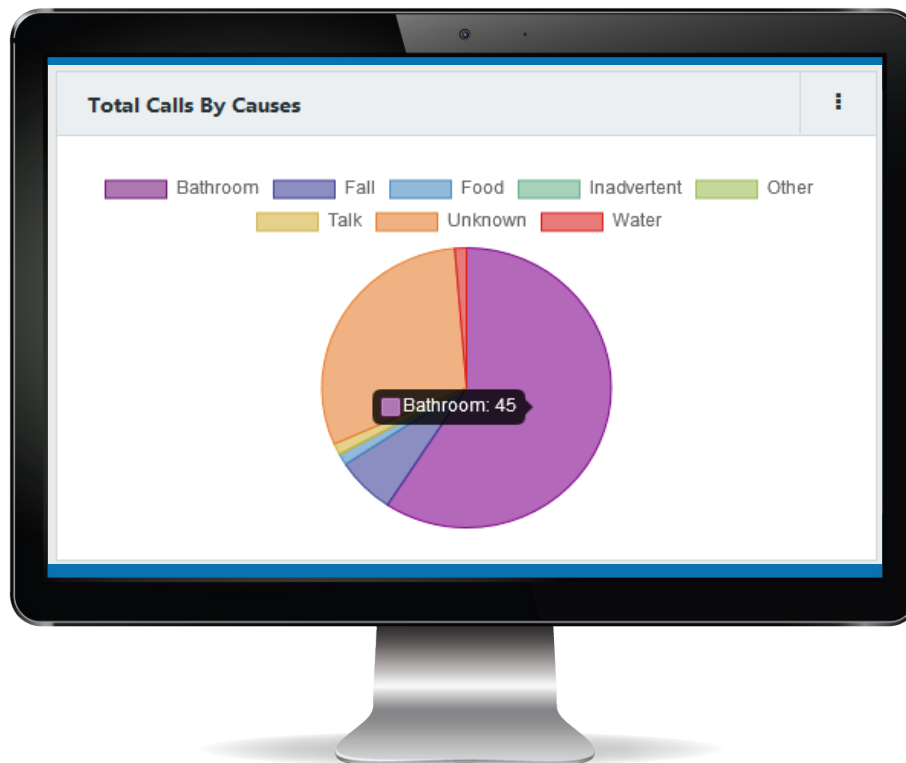 Total Calls By Causes
Bathroom Fall Food Inadvertent Other
Talk Unknown Water
Bathroom: 45